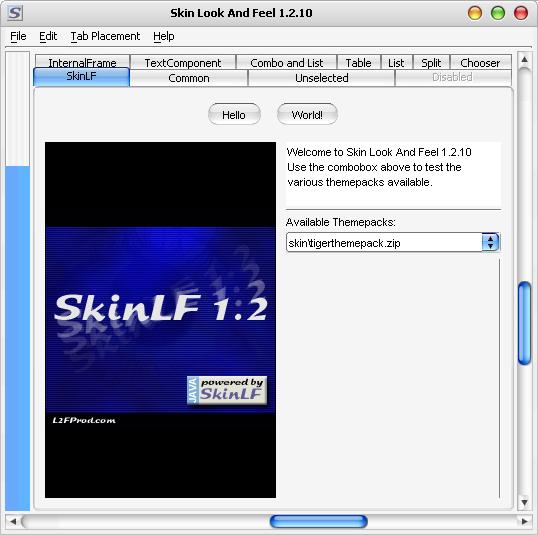 Skin Look And Feel 1.2.10
File Edit Tab Placement Help
InternalFrame TextComponent Combo and List Table List Split Chooser
SkinLF Common Unselected Disabled
Hello World!
Welcome to Skin Look And Feel 1.2.10
Use the combobox above to test the
various themepacks available.
Available Themepacks:
skin\tigerthemepack.zip
SkinLF 1.2
JAVA powered by
SkinLF
L2FProd.com